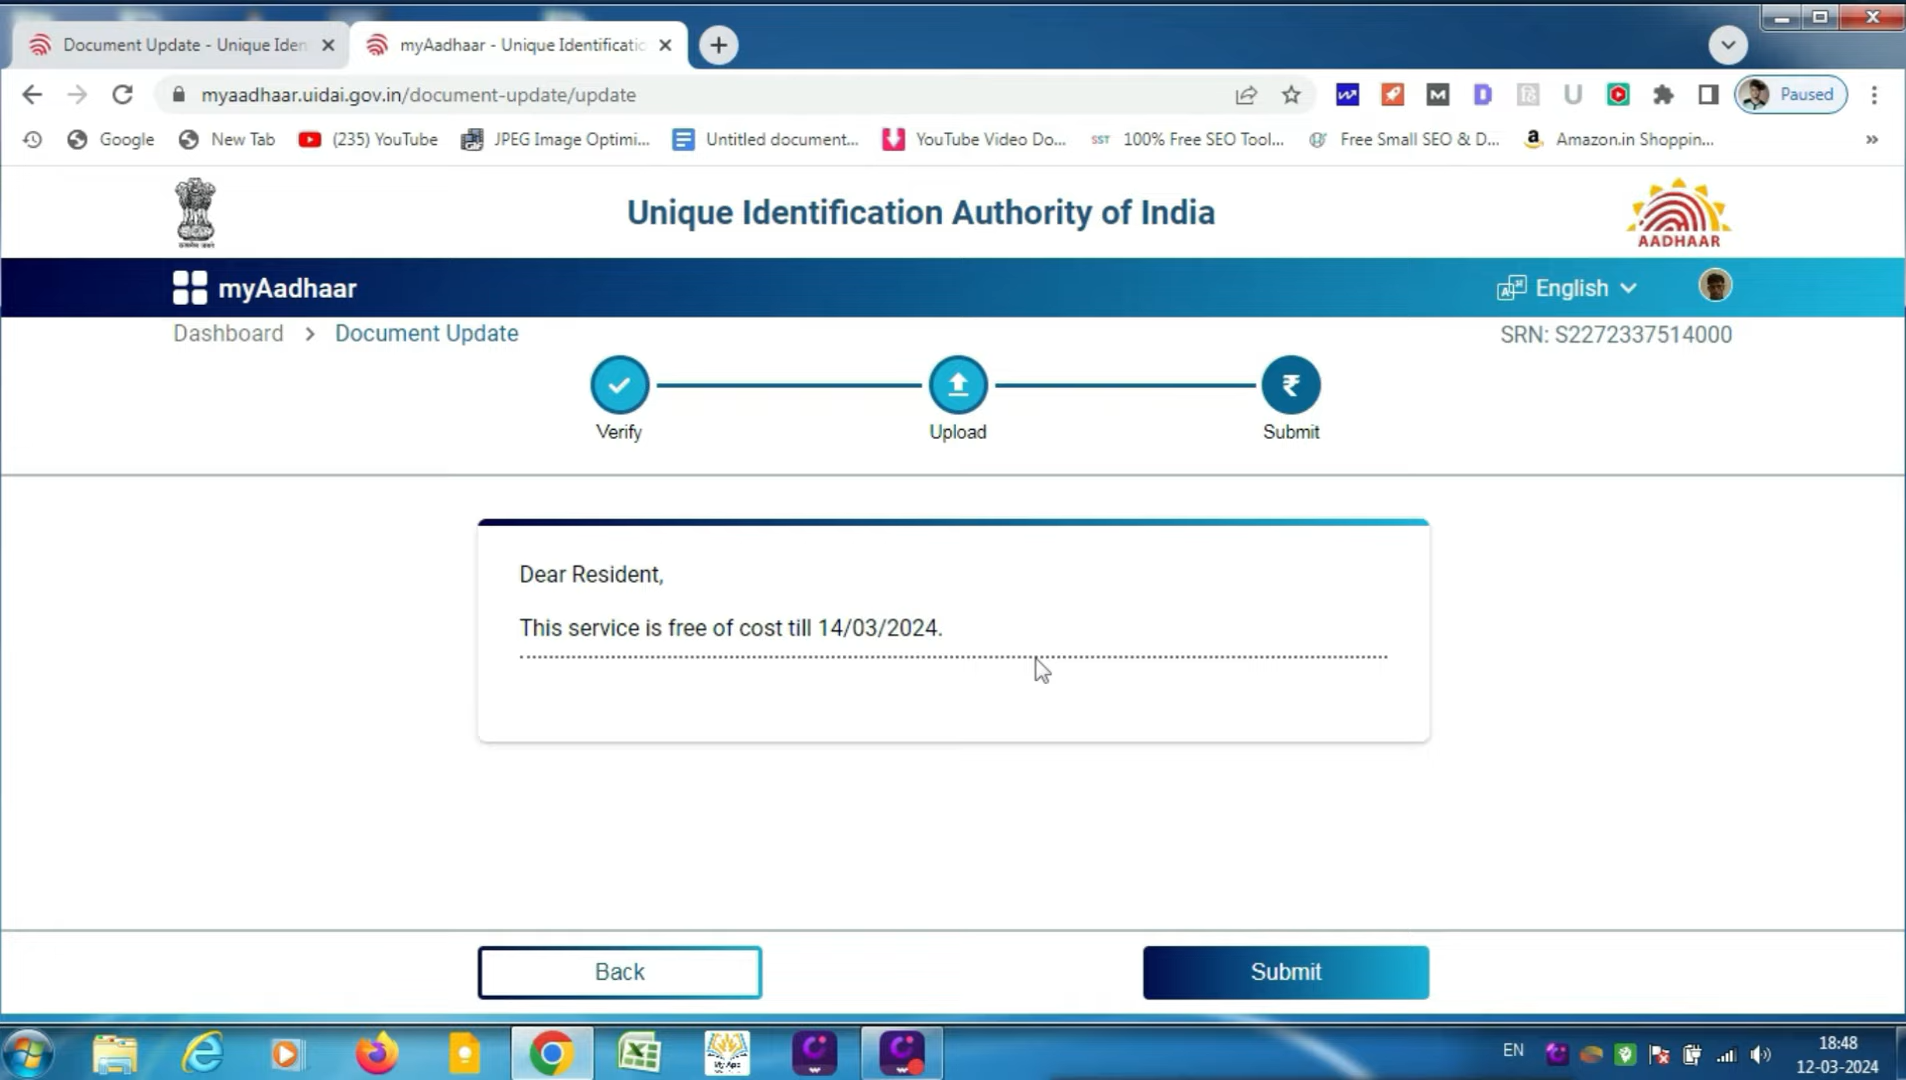 Document Update - Unique Iden
myAadhaar - Unique Identificatic
myaadhaar.uidai.gov.in/document-update/update
Paused
Google
New Tab
(235) YouTube
JPEG Image Optimi...
Untitled document...
YouTube Video Do...
SST
100% Free SEO Tool...
Free Small SEO & D...
Amazon.in Shoppin...
Unique Identification Authority of India
AADHAAR
myAadhaar
English
Dashboard > Document Update
SRN: S2272337514000
Verify
Upload
Submit
Dear Resident,
This service is free of cost till 14/03/2024.
Back
Submit
My App
EN
18:48
12-03-2024